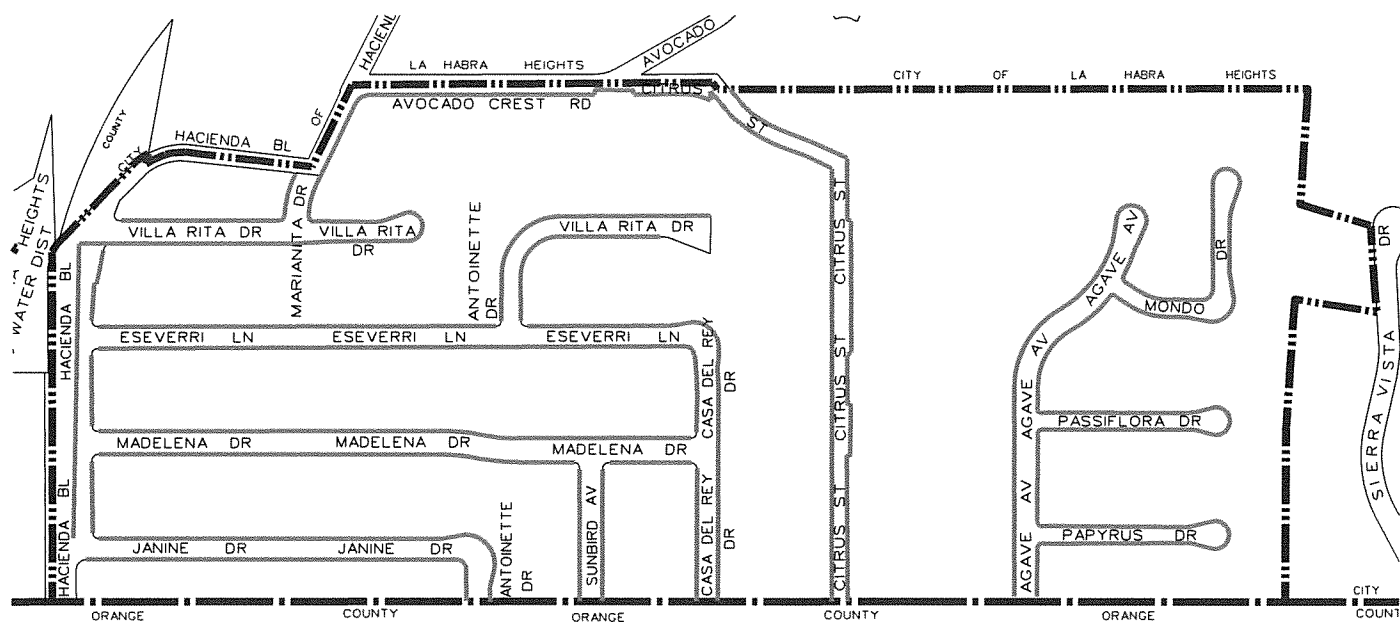 HACIEN
AVOCADO
LA HABRA HEIGHTS
CITY OF LA HABRA HEIGHTS
CITRUS
AVOCADO CREST RD
ST
COUNTY
CITY
HACIENDA BL
OF
HEIGHTS
WATER DIST
VILLA RITA DR
MARIANITA DR
VILLA RITA
DR
ANTOINETTE
DR
VILLA RITA DR
CITRUS ST
AGAVE AV
DR
MONDO
DR
HACIENDA BL
ESEVERRI LN
ESEVERRI LN
ESEVERRI LN
CASA DEL REY
DR
CITRUS ST
AV
AGAVE
SIERRA VISTA
PASSIFLORA DR
MADELENA DR
MADELENA DR
MADELENA DR
HACIENDA BL
JANINE DR
JANINE DR
ANTOINETTE
DR
SUNBIRD AV
CASA DEL REY
DR
CITRUS ST
AGAVE AV
PAPYRUS DR
CITY
ORANGE COUNTY ORANGE COUNTY ORANGE COUNT